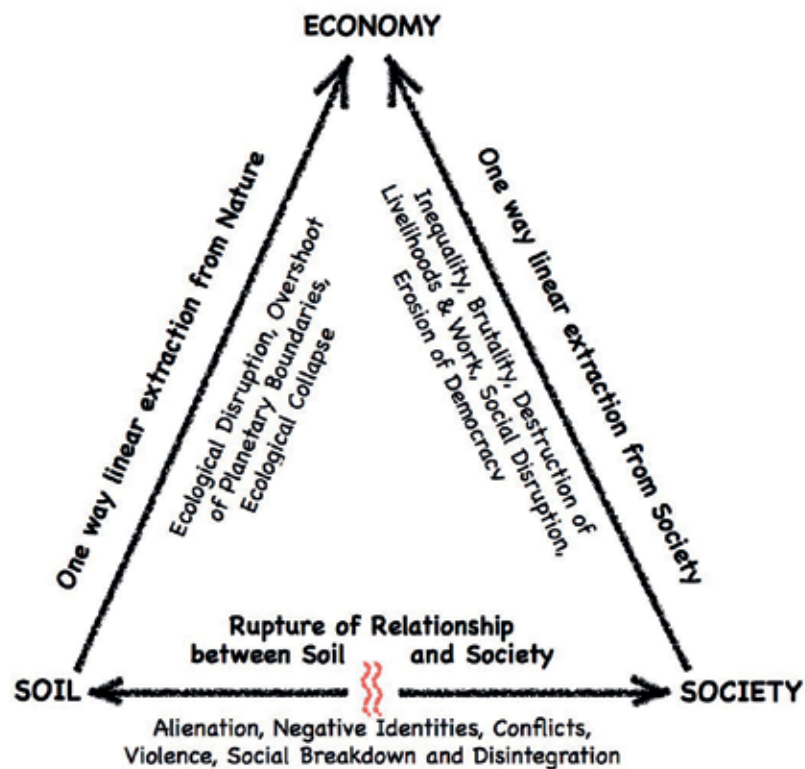 ECONOMY
One way linear extraction from Nature
Ecological Disruption, Overshoot
of Planetary Boundaries,
Ecological Collapse
One way linear extraction from Society
Inequality, Brutality, Destruction of
Livelihoods & Work, Social Disruption,
Erosion of Democracy
Rupture of Relationship
between Soil and Society
SOIL
SOCIETY
Alienation, Negative Identities, Conflicts,
Violence, Social Breakdown and Disintegration